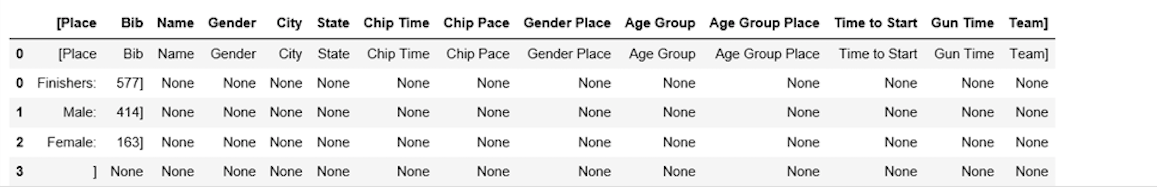 [Place Bib Name Gender City State Chip Time Chip Pace Gender Place Age Group Age Group Place Time to Start Gun Time Team]
0 [Place Bib Name Gender City State Chip Time Chip Pace Gender Place Age Group Age Group Place Time to Start Gun Time Team]
0 Finishers: 577] None None None None None None None None None None None None
1 Male: 414] None None None None None None None None None None None None
2 Female: 163] None None None None None None None None None None None None
3 ] None None None None None None None None None None None None None